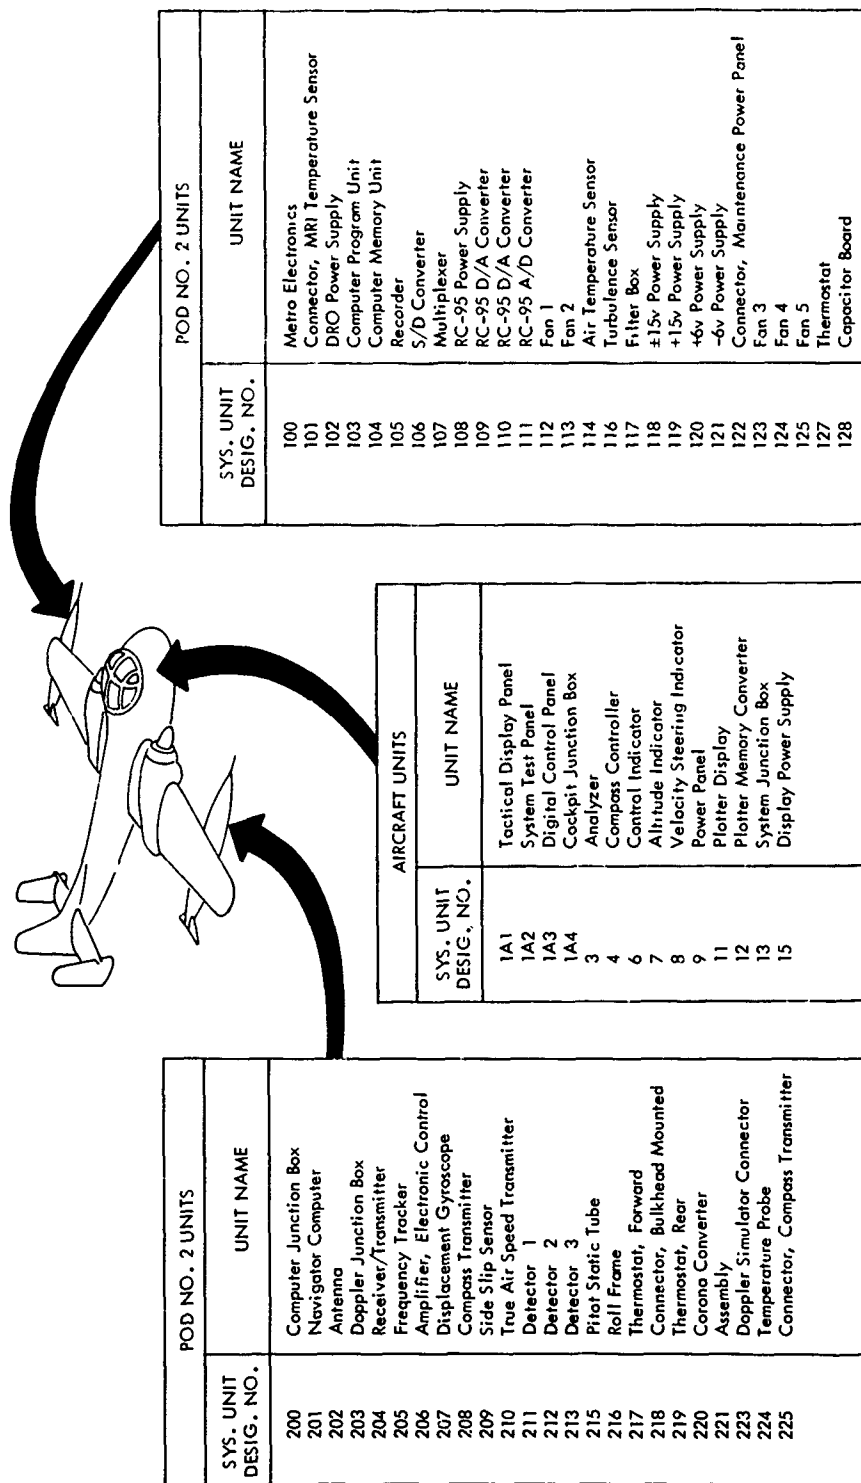 POD NO. 2 UNITS
SYS. UNIT DESIG. NO. UNIT NAME
200 Computer Junction Box
201 Navigator Computer
202 Antenna
203 Doppler Junction Box
204 Receiver/Transmitter
205 Frequency Tracker
206 Amplifier, Electronic Control
207 Displacement Gyroscope
208 Compass Transmitter
209 Side Slip Sensor
210 True Air Speed Transmitter
211 Detector 1
212 Detector 2
213 Detector 3
215 Pitot Static Tube
216 Roll Frame
217 Thermostat, Forward
218 Connector, Bulkhead Mounted
219 Thermostat, Rear
220 Corona Converter
221 Assembly
223 Doppler Simulator Connector
224 Temperature Probe
225 Connector, Compass Transmitter
AIRCRAFT UNITS
SYS. UNIT DESIG., NO. UNIT NAME
1A1 Tactical Display Panel
1A2 System Test Panel
1A3 Digital Control Panel
1A4 Cockpit Junction Box
3 Analyzer
4 Compass Controller
6 Control Indicator
7 Altitude Indicator
8 Velocity Steering Indicator
9 Power Panel
11 Plotter Display
12 Plotter Memory Converter
13 System Junction Box
15 Display Power Supply
POD NO. 2 UNITS
SYS. UNIT DESIG. NO. UNIT NAME
100 Metro Electronics
101 Connector, MRI Temperature Sensor
102 DRO Power Supply
103 Computer Program Unit
104 Computer Memory Unit
105 Recorder
106 S/D Converter
107 Multiplexer
108 RC-95 Power Supply
109 RC-95 D/A Converter
110 RC-95 D/A Converter
111 RC-95 A/D Converter
112 Fan 1
113 Fan 2
114 Air Temperature Sensor
116 Turbulence Sensor
117 Filter Box
118 ±15v Power Supply
119 +15v Power Supply
120 +6v Power Supply
121 -6v Power Supply
122 Connector, Maintenance Power Panel
123 Fan 3
124 Fan 4
125 Fan 5
127 Thermostat
128 Capacitor Board